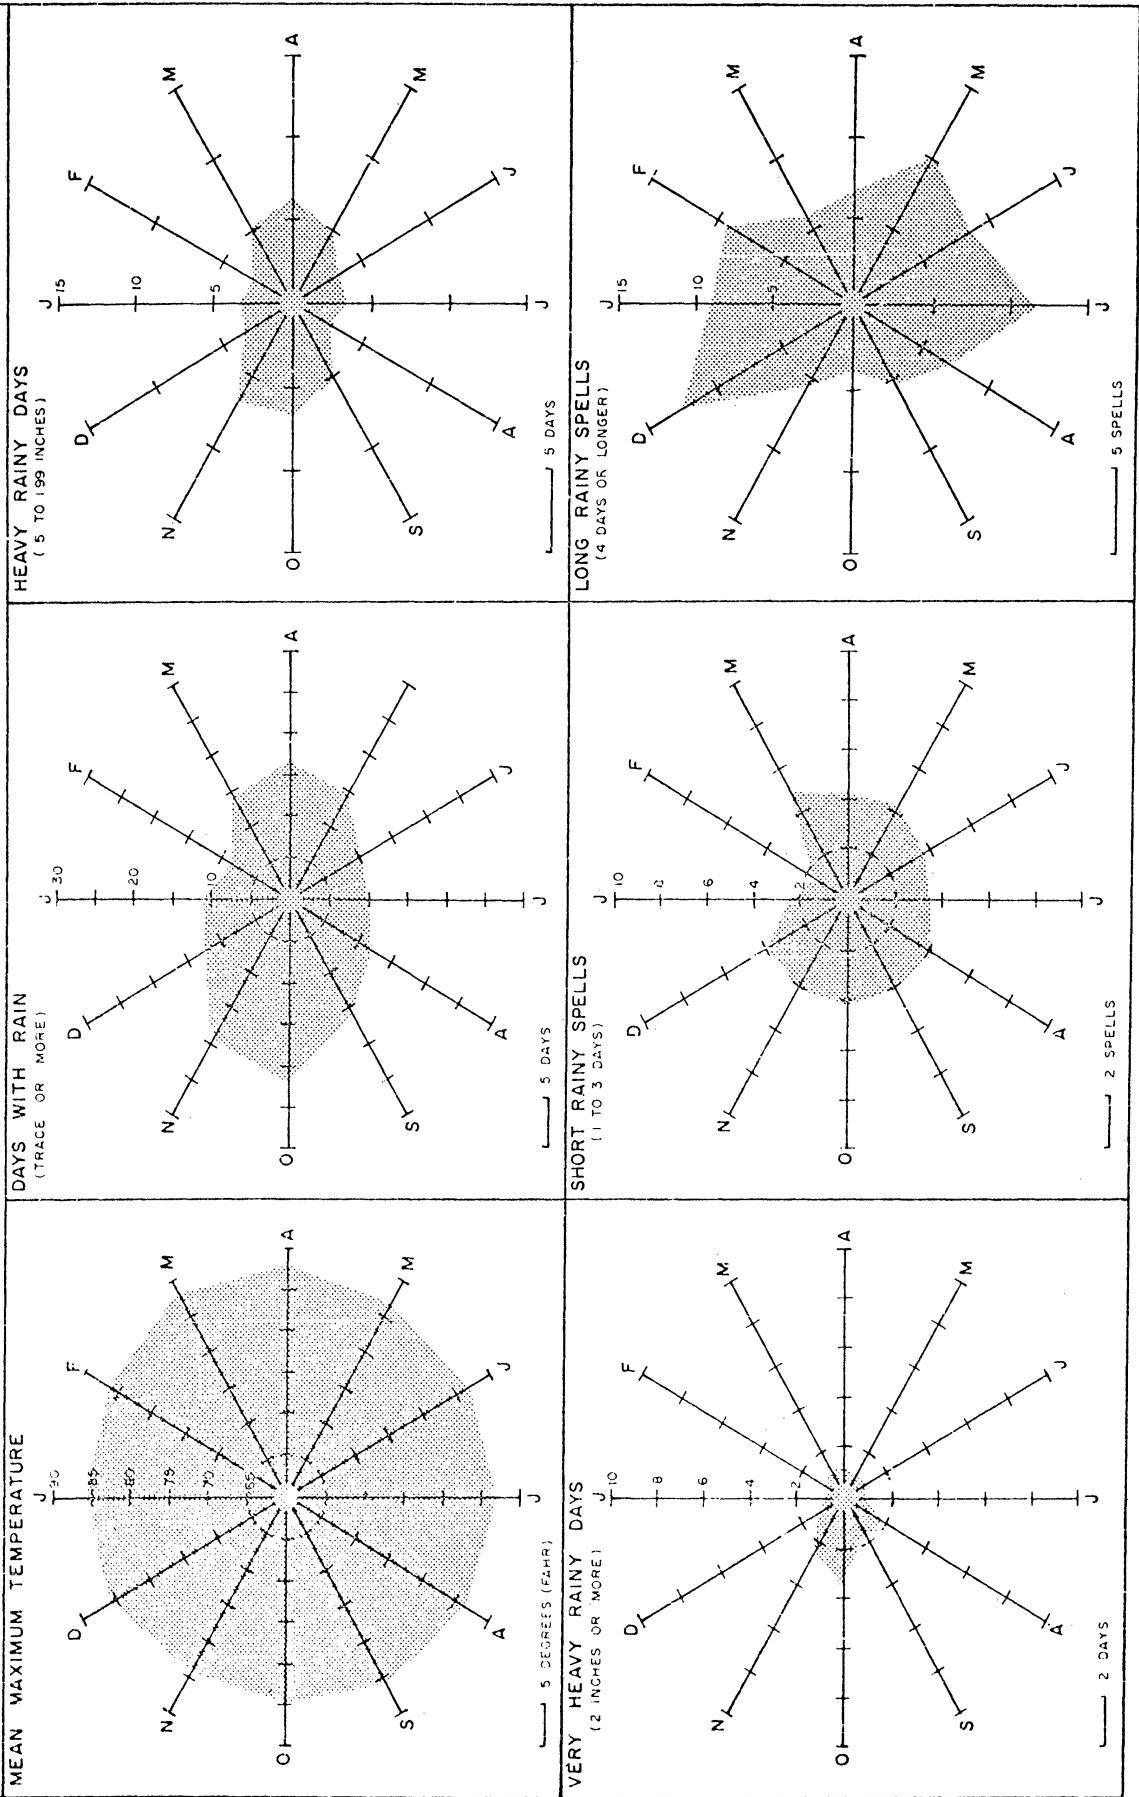 MEAN MAXIMUM TEMPERATURE
J
90
85
80
75
70
65
F
M
A
M
J
J
A
S
O
N
D
5 DEGREES (FAHR)
DAYS WITH RAIN
(TRACE OR MORE)
J
30
20
10
F
M
A
J
J
A
S
O
N
D
5 DAYS
HEAVY RAINY DAYS
( 5 TO 1 99 INCHES)
J
15
10
5
F
M
A
M
J
J
A
S
O
N
D
5 DAYS
VERY HEAVY RAINY DAYS
(2 INCHES OR MORE)
J
10
8
6
4
2
F
M
A
M
J
J
A
S
O
N
D
2 DAYS
SHORT RAINY SPELLS
(1 TO 3 DAYS)
J
10
8
6
4
2
F
M
A
M
J
J
A
S
O
N
D
2 SPELLS
LONG RAINY SPELLS
(4 DAYS OR LONGER)
J
15
10
5
F
M
A
M
J
J
A
S
O
N
D
5 SPELLS